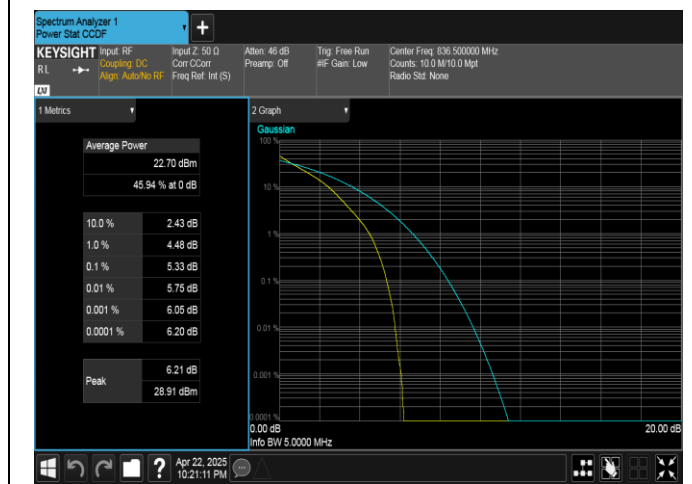 Spectrum Analyzer 1
Power Stat CCDF
KEYSIGHT
Input: RF
Coupling: DC
Align: Auto/No RF
Input Z: 50 Ω
Corr CCorr
Freq Ref: Int (S)
Atten: 46 dB
Preamp: Off
Trig: Free Run
#IF Gain: Low
Center Freq: 836.500000 MHz
Counts: 10.0 M/10.0 Mpt
Radio Std: None
R L
LXI
1 Metrics
Average Power
22.70 dBm
45.94 % at 0 dB
10.0 % 2.43 dB
1.0 % 4.48 dB
0.1 % 5.33 dB
0.01 % 5.75 dB
0.001 % 6.05 dB
0.0001 % 6.20 dB
Peak
6.21 dB
28.91 dBm
2 Graph
Gaussian
100 %
10 %
1 %
0.1 %
0.01 %
0.001 %
0.0001 %
0.00 dB 20.00 dB
Info BW 5.0000 MHz
?
Apr 22, 2025
10:21:11 PM